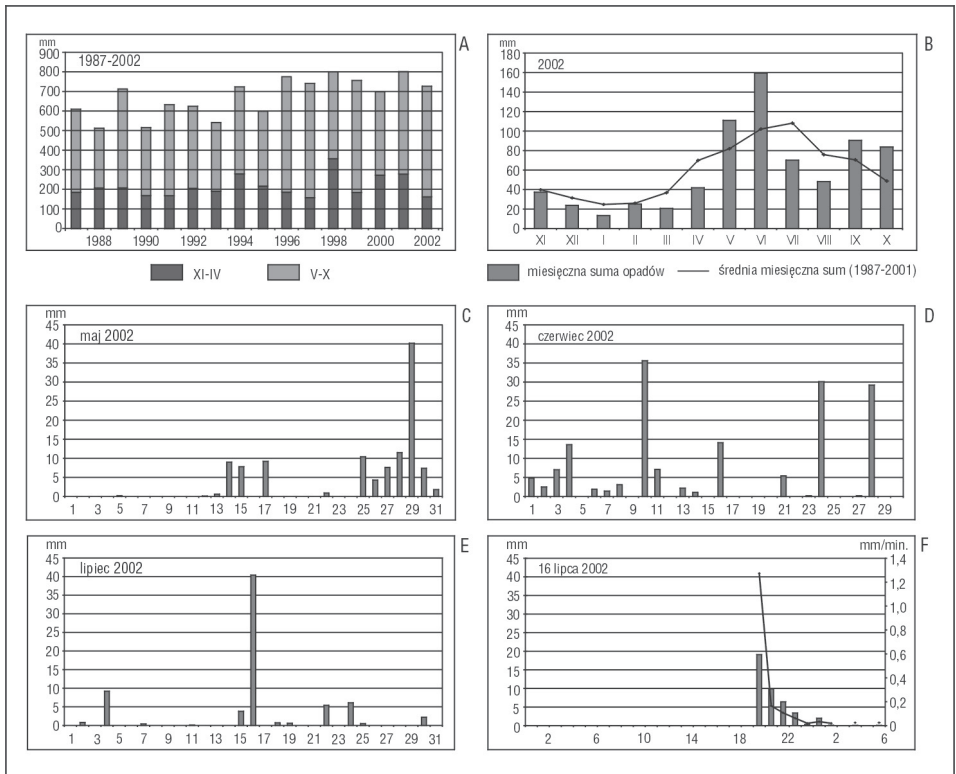 mm
A
1987-2002
900
800
700
600
500
400
300
200
100
0
1988 1990 1992 1994 1996 1998 2000 2002
XI-IV V-X
mm
B
2002
180
160
140
120
100
80
60
40
20
0
XI XII I II III IV V VI VII VIII IX X
miesięczna suma opadów średnia miesięczna sum (1987-2001)
mm
C
maj 2002
45
40
35
30
25
20
15
10
5
0
1 3 5 7 9 11 13 15 17 19 21 23 25 27 29 31
mm
D
czerwiec 2002
45
40
35
30
25
20
15
10
5
0
1 3 5 7 9 11 13 15 17 19 21 23 25 27 29
mm
E
lipiec 2002
45
40
35
30
25
20
15
10
5
0
1 3 5 7 9 11 13 15 17 19 21 23 25 27 29 31
mm
mm/min.
F
16 lipca 2002
45
40
35
30
25
20
15
10
5
0
1,4
1,2
1,0
0,8
0,6
0,4
0,2
0
2 6 10 14 18 22 2 6